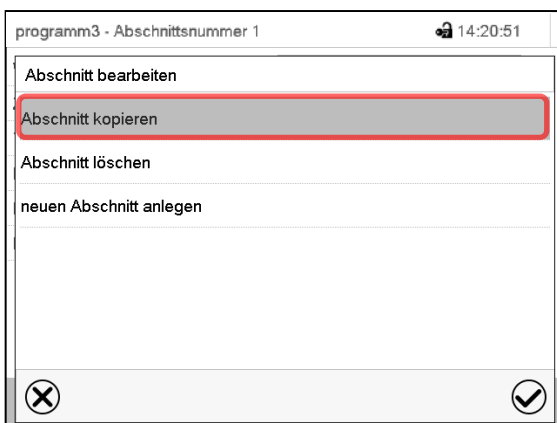 programm3 - Abschnittsnummer 1 14:20:51
Abschnitt bearbeiten
Abschnitt kopieren
Abschnitt löschen
neuen Abschnitt anlegen